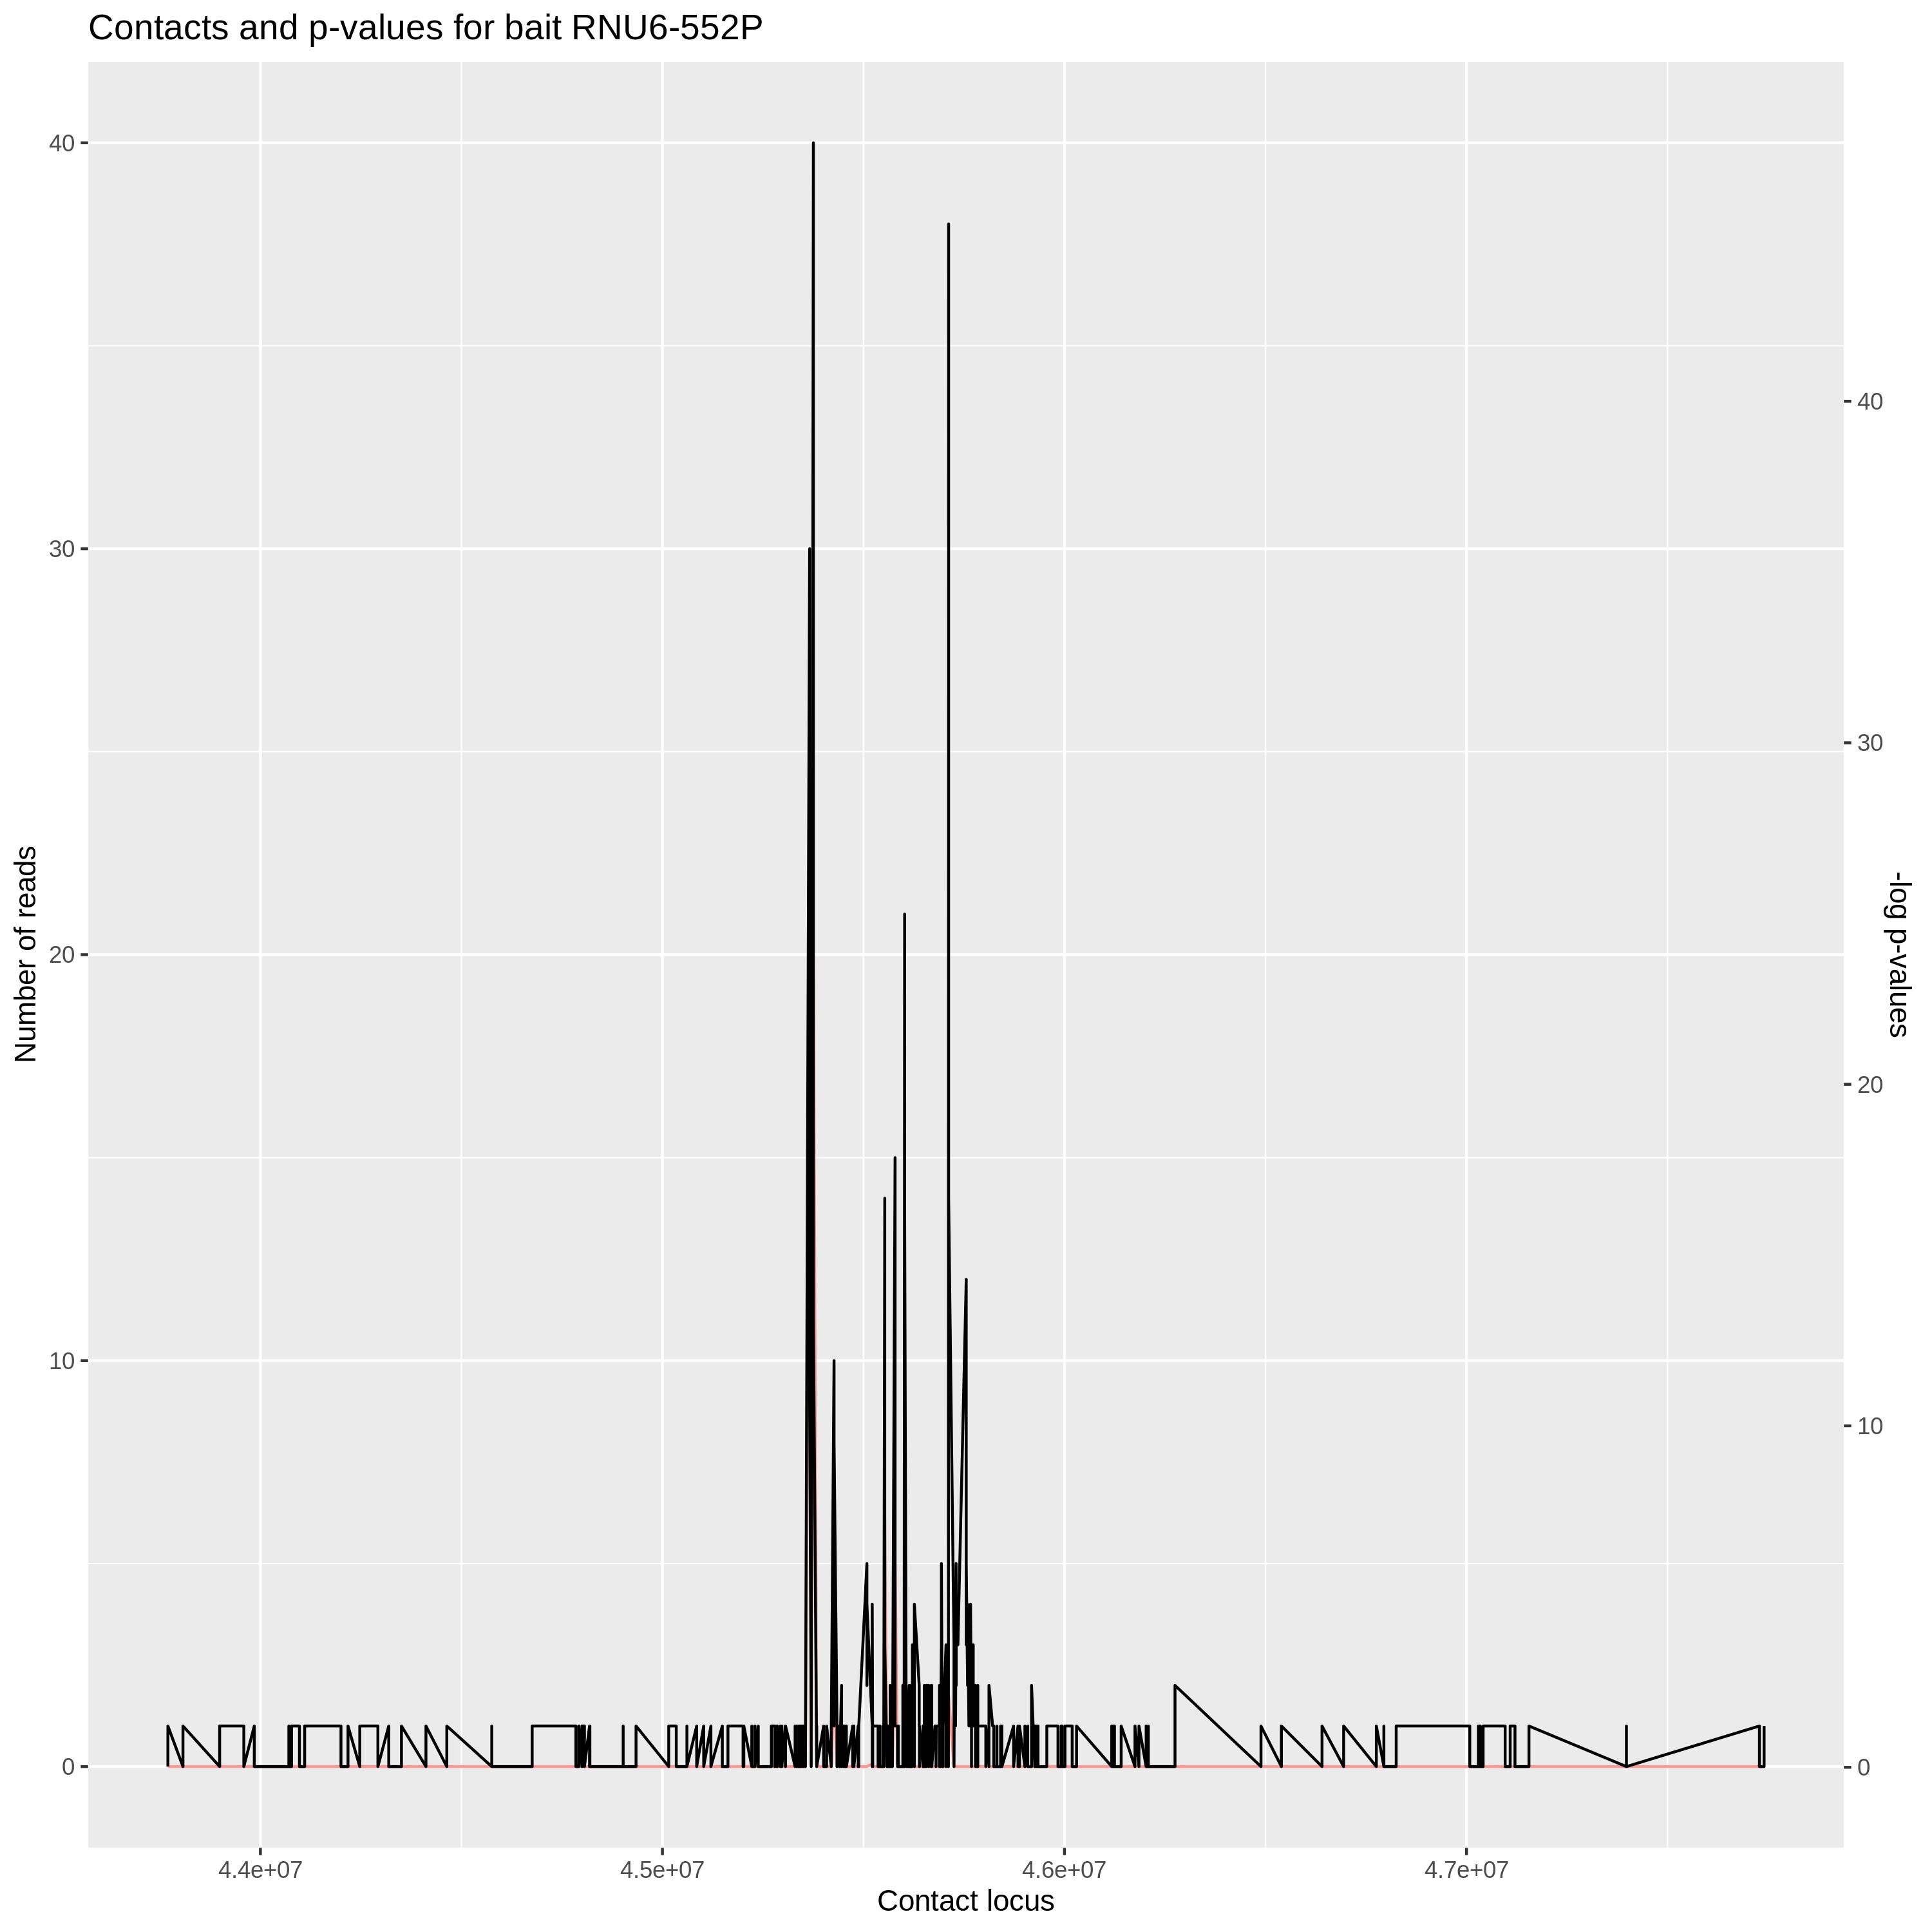 Contacts and p-values for bait RNU6-552P
Number of reads
40
30
20
10
0
-log p-values
40
30
20
10
0
4.4e+07 4.5e+07 4.6e+07 4.7e+07
Contact locus